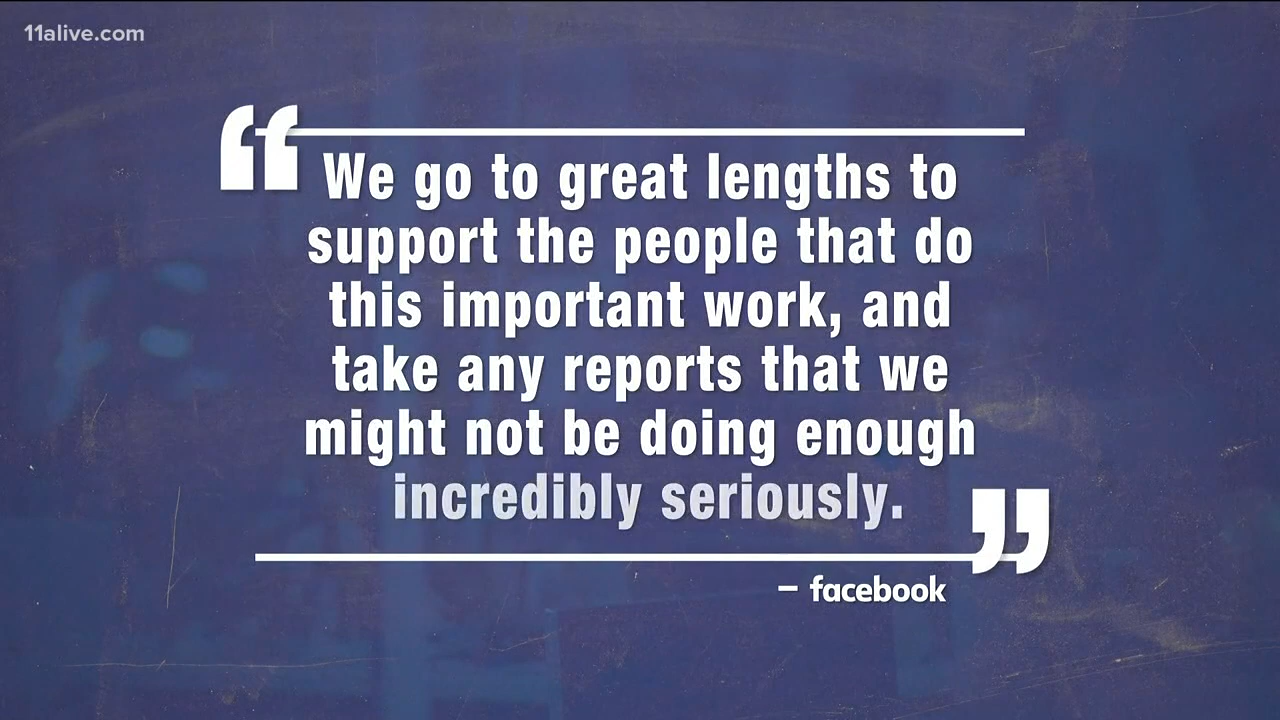 11alive.com
“We go to great lengths to
support the people that do
this important work, and
take any reports that we
might not be doing enough
incredibly seriously.”
– facebook